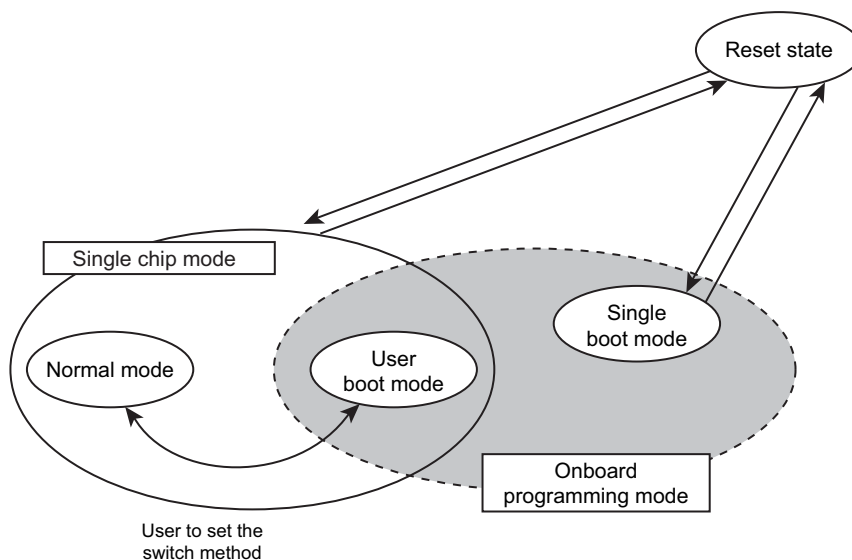 Reset state
Single chip mode
Single
boot mode
Normal mode
User
boot mode
Onboard
programming mode
User to set the
switch method